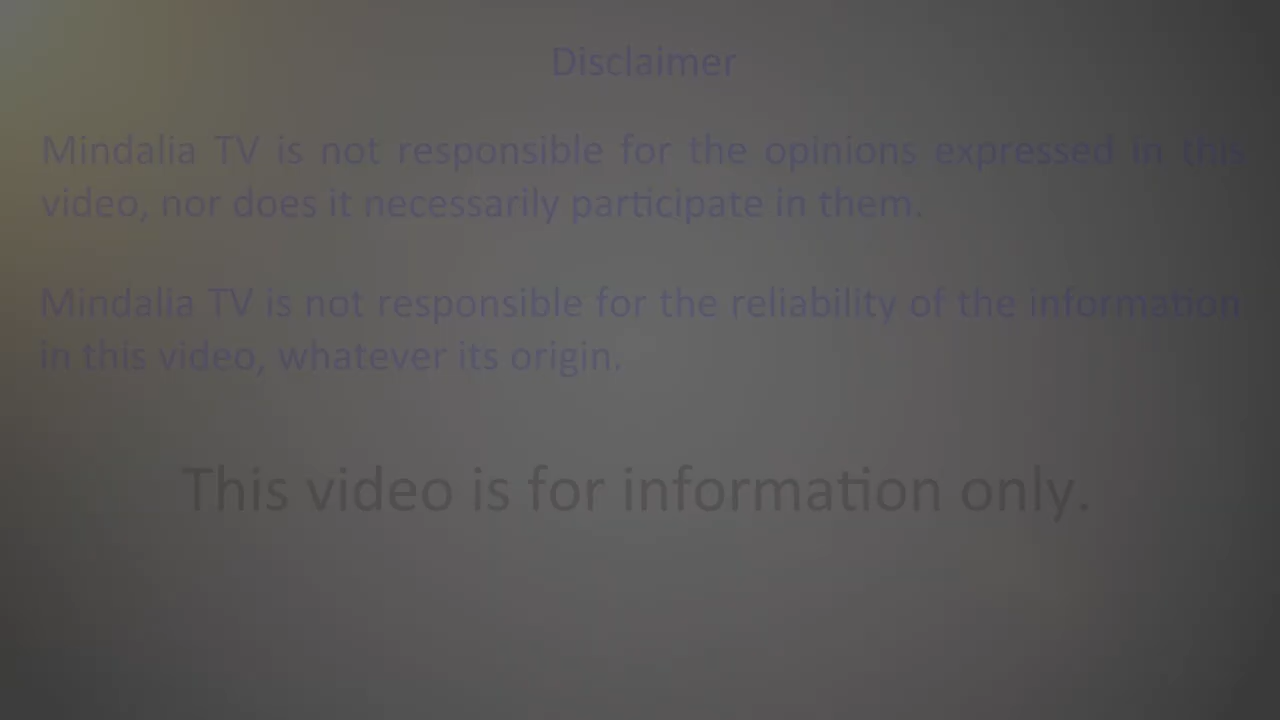 Disclaimer
Mindalia TV is not responsible for the opinions expressed in this
video, nor does it necessarily participate in them.
Mindalia TV is not responsible for the reliability of the information
in this video, whatever its origin.
This video is for information only.